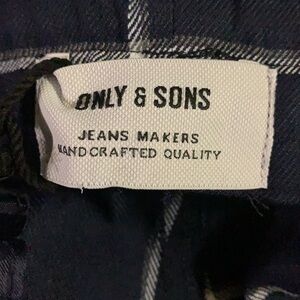 ONLY & SONS
JEANS MAKERS
HANDCRAFTED QUALITY